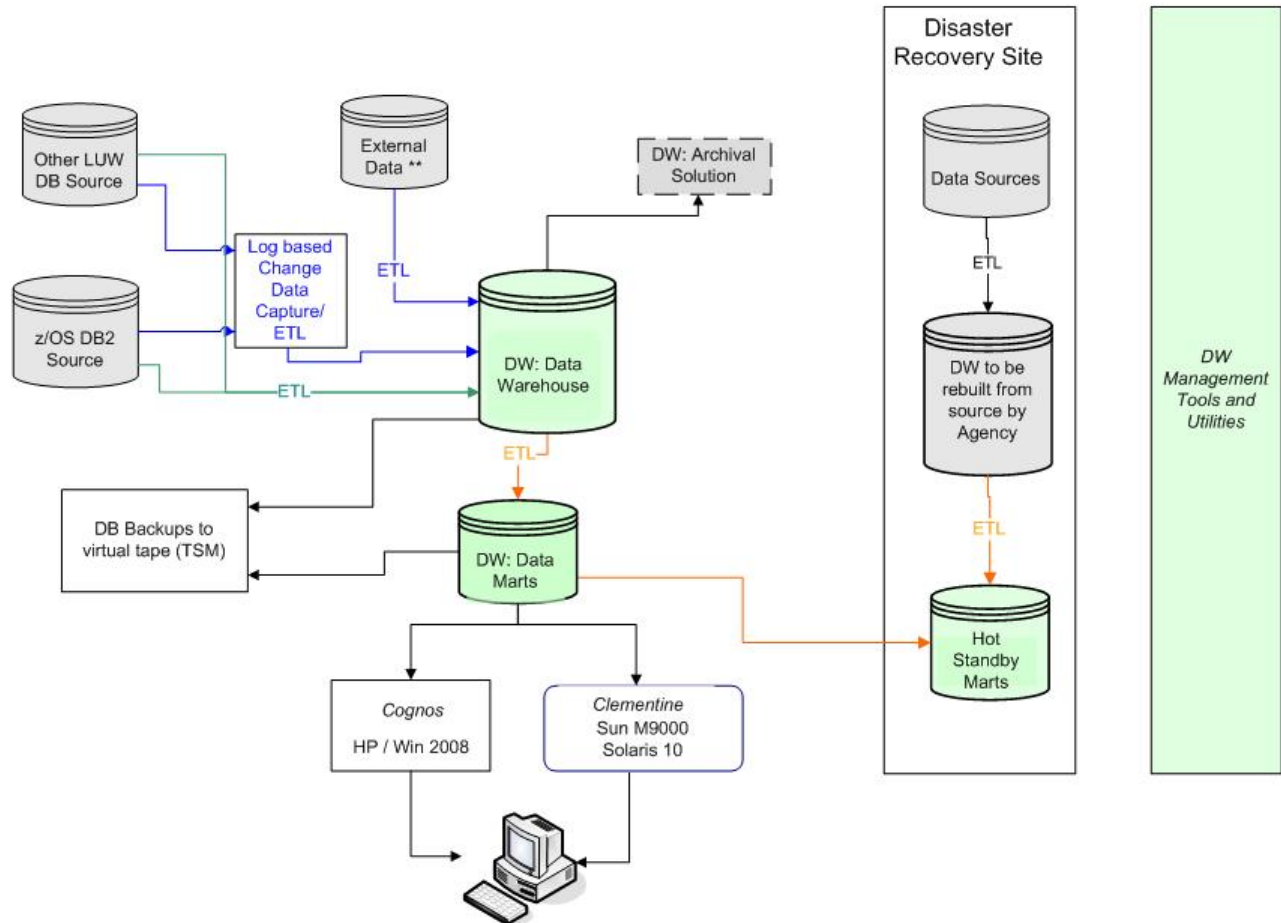 Disaster
Recovery Site
Other LUW
DB Source
External
Data **
DW: Archival
Solution
Data Sources
Log based
Change
Data
Capture/
ETL
ETL
ETL
z/OS DB2
Source
DW: Data
Warehouse
ETL
DW to be
rebuilt from
source by
Agency
DW
Management
Tools and
Utilities
ETL
DB Backups to
virtual tape (TSM)
DW: Data
Marts
ETL
Hot
Standby
Marts
Cognos
HP / Win 2008
Clementine
Sun M9000
Solaris 10